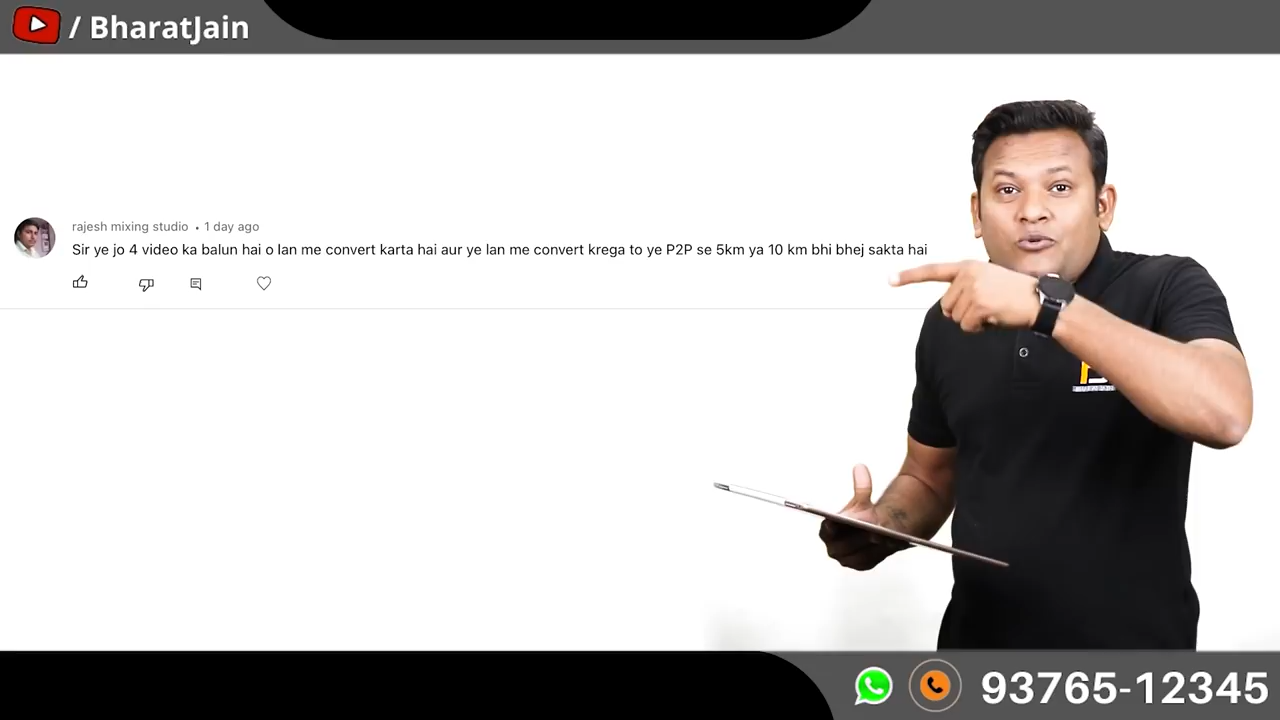 / BharatJain
rajesh mixing studio • 1 day ago
Sir ye jo 4 video ka balun hai o lan me convert karta hai aur ye lan me convert krega to ye P2P se 5km ya 10 km bhi bhej sakta hai
93765-12345